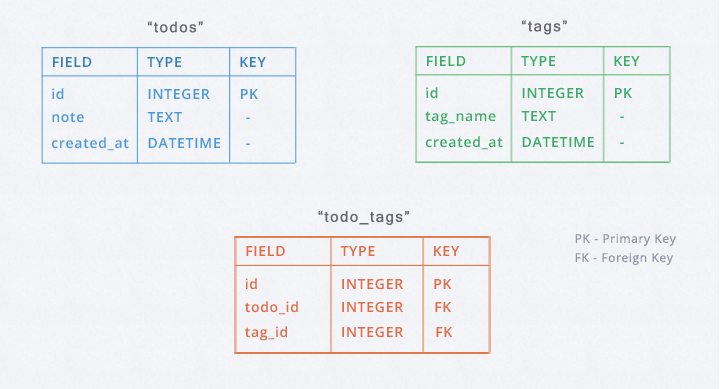 “todos”
FIELD TYPE KEY
id INTEGER PK
note TEXT -
created_at DATETIME -
“tags”
FIELD TYPE KEY
id INTEGER PK
tag_name TEXT -
created_at DATETIME -
“todo_tags”
FIELD TYPE KEY
id INTEGER PK
todo_id INTEGER FK
tag_id INTEGER FK
PK - Primary Key
FK - Foreign Key